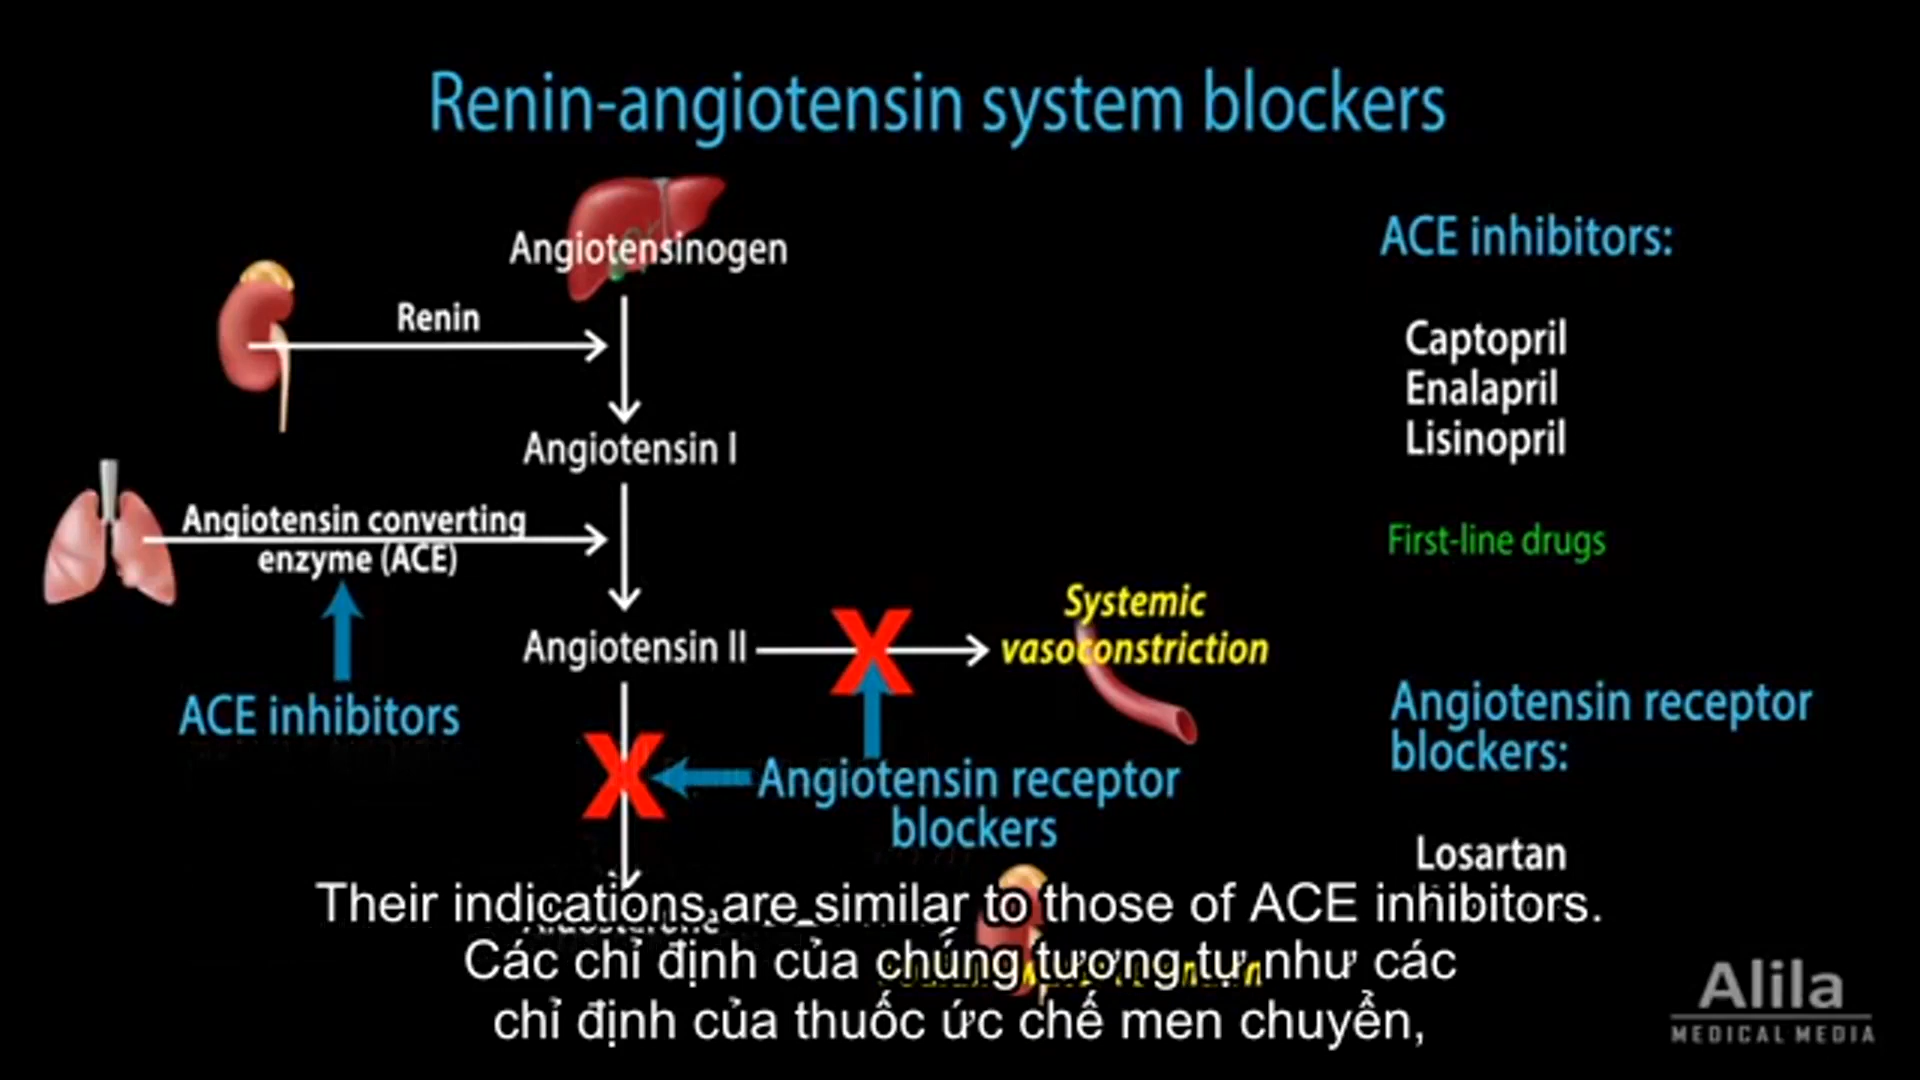 Renin-angiotensin system blockers
Angiotensinogen
Renin
Angiotensin I
Angiotensin converting
enzyme (ACE)
Angiotensin II
Systemic
vasoconstriction
ACE inhibitors
Angiotensin receptor
blockers
ACE inhibitors:
Captopril
Enalapril
Lisinopril
First-line drugs
Angiotensin receptor
blockers:
Losartan
Their indications are similar to those of ACE inhibitors.
Các chỉ định của chúng tương tự như các
chỉ định của thuốc ức chế men chuyển,
Alila
MEDICAL MEDIA